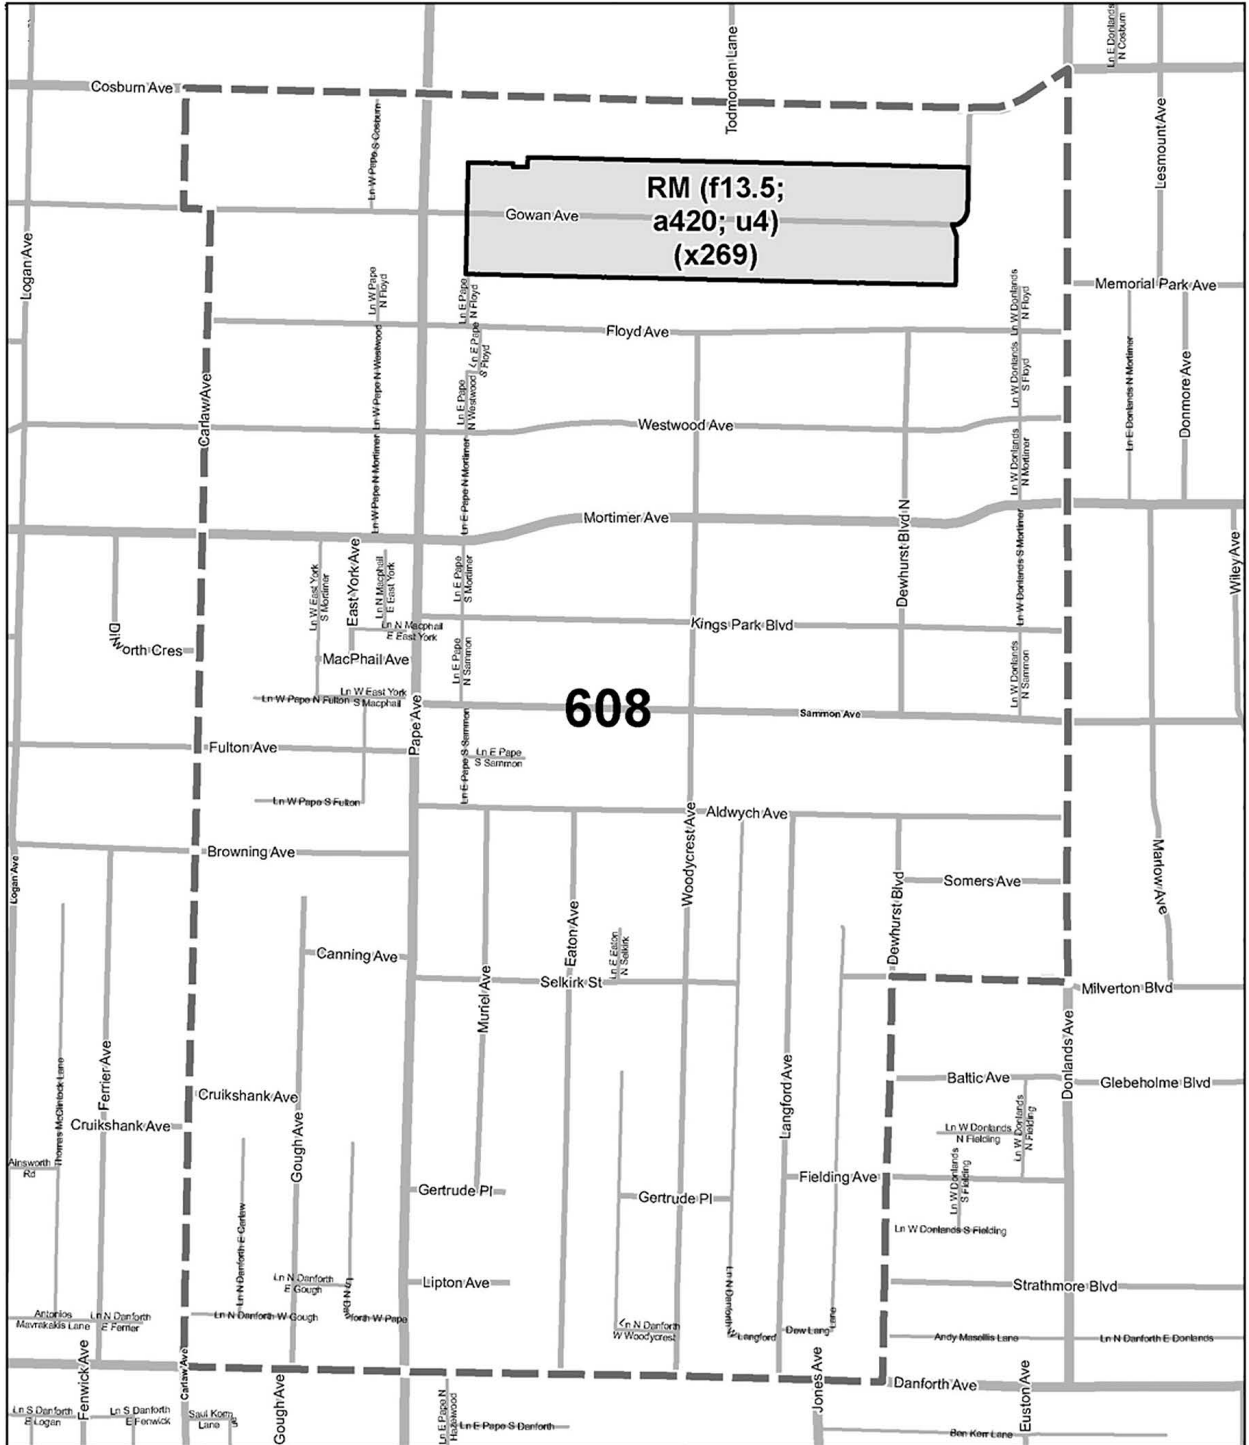 Ln E Donlands
N Cosburn
Todmorden Lane
Cosburn Ave
Ln W Pape S Cosburn
Lesmount Ave
RM (f13.5;
a420; u4)
(x269)
Gowan Ave
Logan Ave
Ln W Pape
N Floyd
Ln E Pape
N Floyd
Ln W Donlands
N Floyd
Memorial Park Ave
Floyd Ave
Ln W Pape N Westwood
Ln E Pape
S Floyd
Ln W Donlands
S Floyd
Ln E Donlands N Mortimer
Donmore Ave
Carlaw Ave
Ln E Pape
N Westwood
Westwood Ave
Ln W Pape N Mortimer
Ln E Pape N Mortimer
Ln W Donlands
N Mortimer
Mortimer Ave
Dewhurst Blvd N
Wiley Ave
East York Ave
Ln W East York
S Mortimer
Ln N Macphail
E East York
Ln E Pape
S Mortimer
Ln W Donlands S Mortimer
Dilworth Cres
Ln N Macphail
E East York
Kings Park Blvd
MacPhail Ave
Ln E Pape
N Sammon
Ln W Donlands
N Sammon
Ln W Pape N Fulton
Ln W East York
S Macphail
608
Sammon Ave
Pape Ave
Fulton Ave
Ln E Pape S Sammon
Ln E Pape
S Sammon
Ln W Pape S Fulton
Woodycrest Ave
Aldwych Ave
Browning Ave
Logan Ave
Marlow Ave
Dewhurst Blvd
Somers Ave
Canning Ave
Eaton Ave
Ln E Eaton
N Selkirk
Muriel Ave
Selkirk St
Milverton Blvd
Donlands Ave
Thomas McClintock Lane
Ferrier Ave
Langford Ave
Baltic Ave
Glebeholme Blvd
Cruikshank Ave
Cruikshank Ave
Gough Ave
Ln W Donlands
N Fielding
Ln W Donlands
N Fielding
Ainsworth
Rd
Gertrude Pl
Gertrude Pl
Fielding Ave
Ln W Donlands
S Fielding
Ln W Donlands S Fielding
Ln N Danforth E Carlaw
Ln N Danforth
E Gough
Lipton Ave
Strathmore Blvd
Antonios
Mavrakakis Lane
Ln N Danforth
E Ferrier
Ln N Danforth W Gough
Ln N Danforth W Pape
Ln N Danforth
W Woodycrest
Ln N Danforth W Langford
Dew Lang Lane
Andy Masellis Lane
Ln N Danforth E Donlands
Fenwick Ave
Carlaw Ave
Gough Ave
Jones Ave
Danforth Ave
Euston Ave
Ln S Danforth
E Logan
Ln S Danforth
E Fenwick
Saul Korn
Lane
Ln E Pape N
Hazelwood
Ln E Pape S Danforth
Ben Kerr Lane